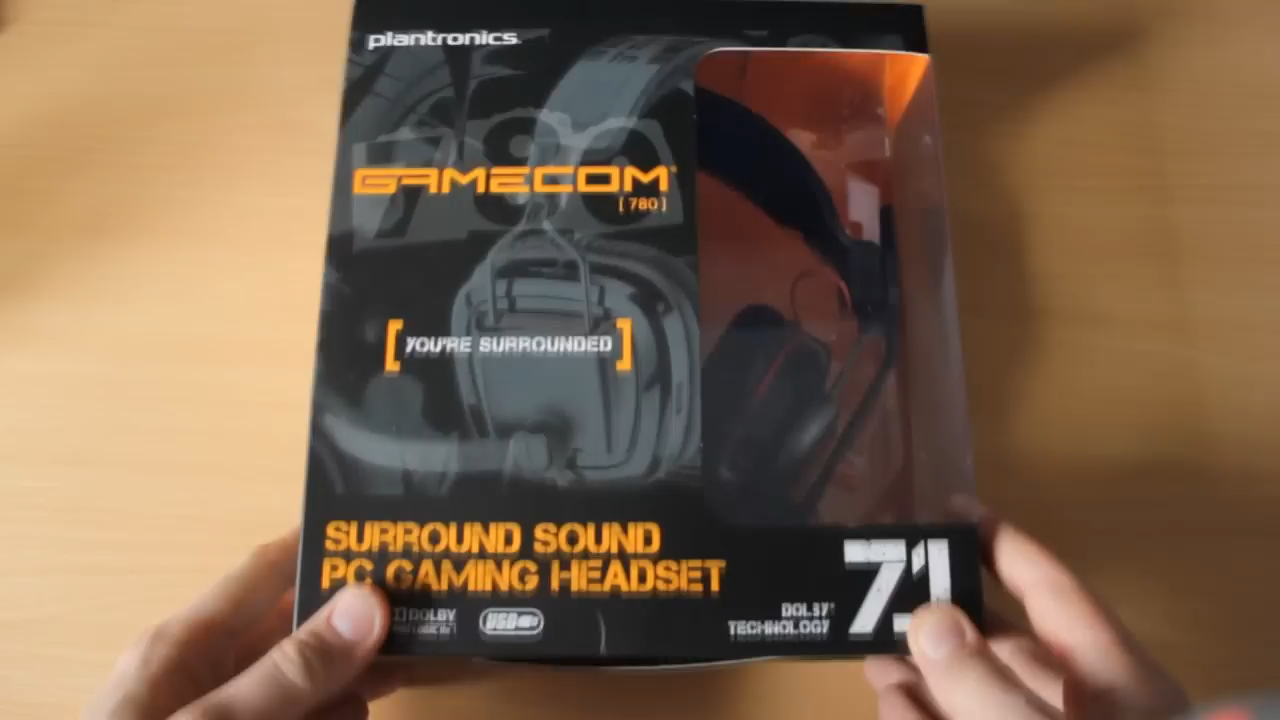 plantronics
GAMECOM
[780]
[YOU'RE SURROUNDED]
SURROUND SOUND
PC GAMING HEADSET
DOLBY
USB
DOLBY
TECHNOLOGY
7.1